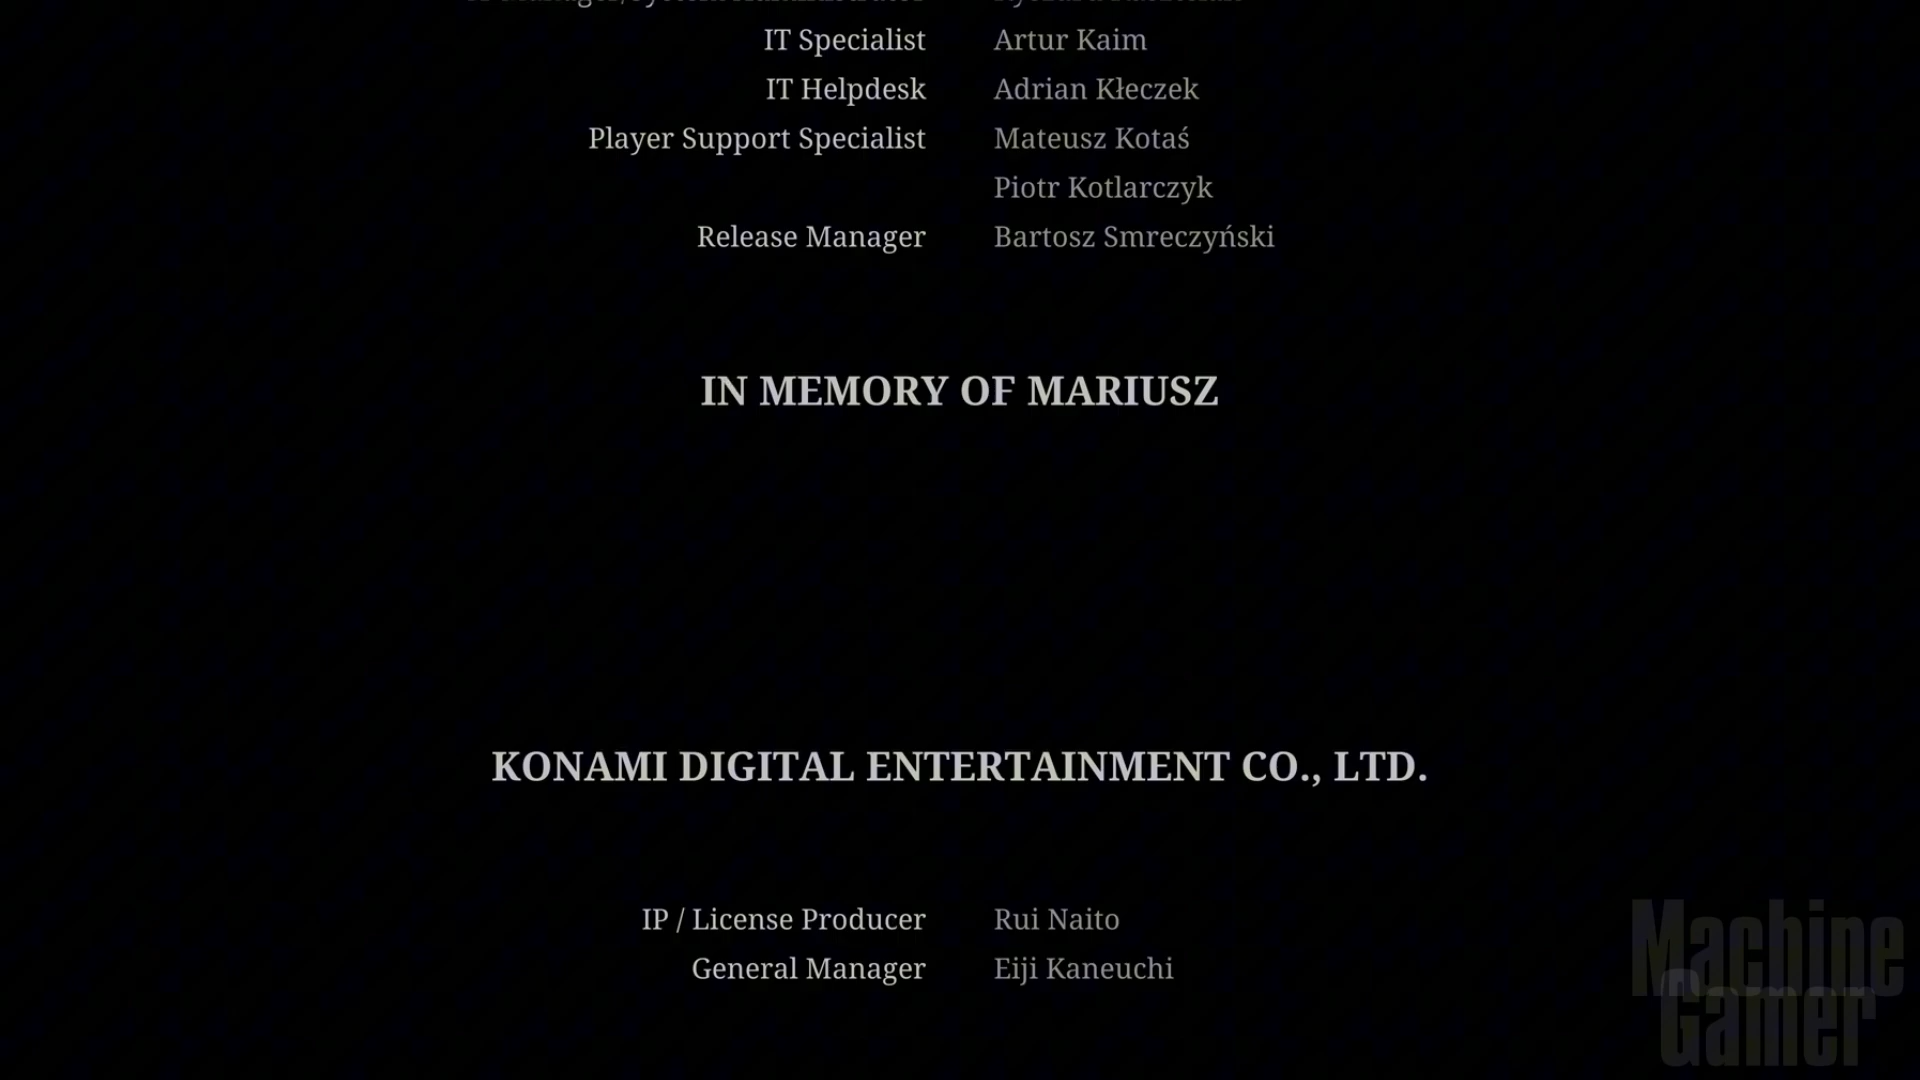 IT Specialist Artur Kaim
IT Helpdesk Adrian Kłeczek
Player Support Specialist Mateusz Kotaś
Piotr Kotlarczyk
Release Manager Bartosz Smreczyński
IN MEMORY OF MARIUSZ
KONAMI DIGITAL ENTERTAINMENT CO., LTD.
IP / License Producer Rui Naito
General Manager Eiji Kaneuchi
Machine
Gamer